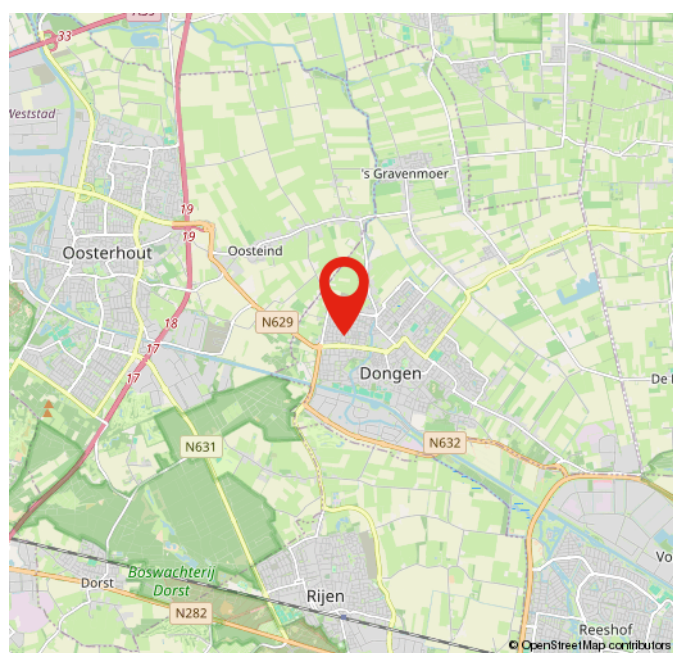 33
Weststad
's Gravenmoer
19
19
Oosterhout
Oosteind
18
N629
17
17
Dongen
De
N631
N632
Vo
Boswachterij
Dorst
Dorst
Rijen
N282
Reeshof
© OpenStreetMap contributors